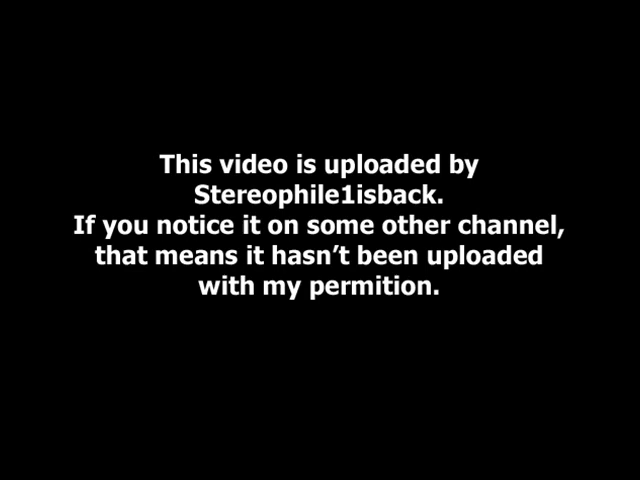 This video is uploaded by
Stereophile1isback.
If you notice it on some other channel,
that means it hasn’t been uploaded
with my permition.